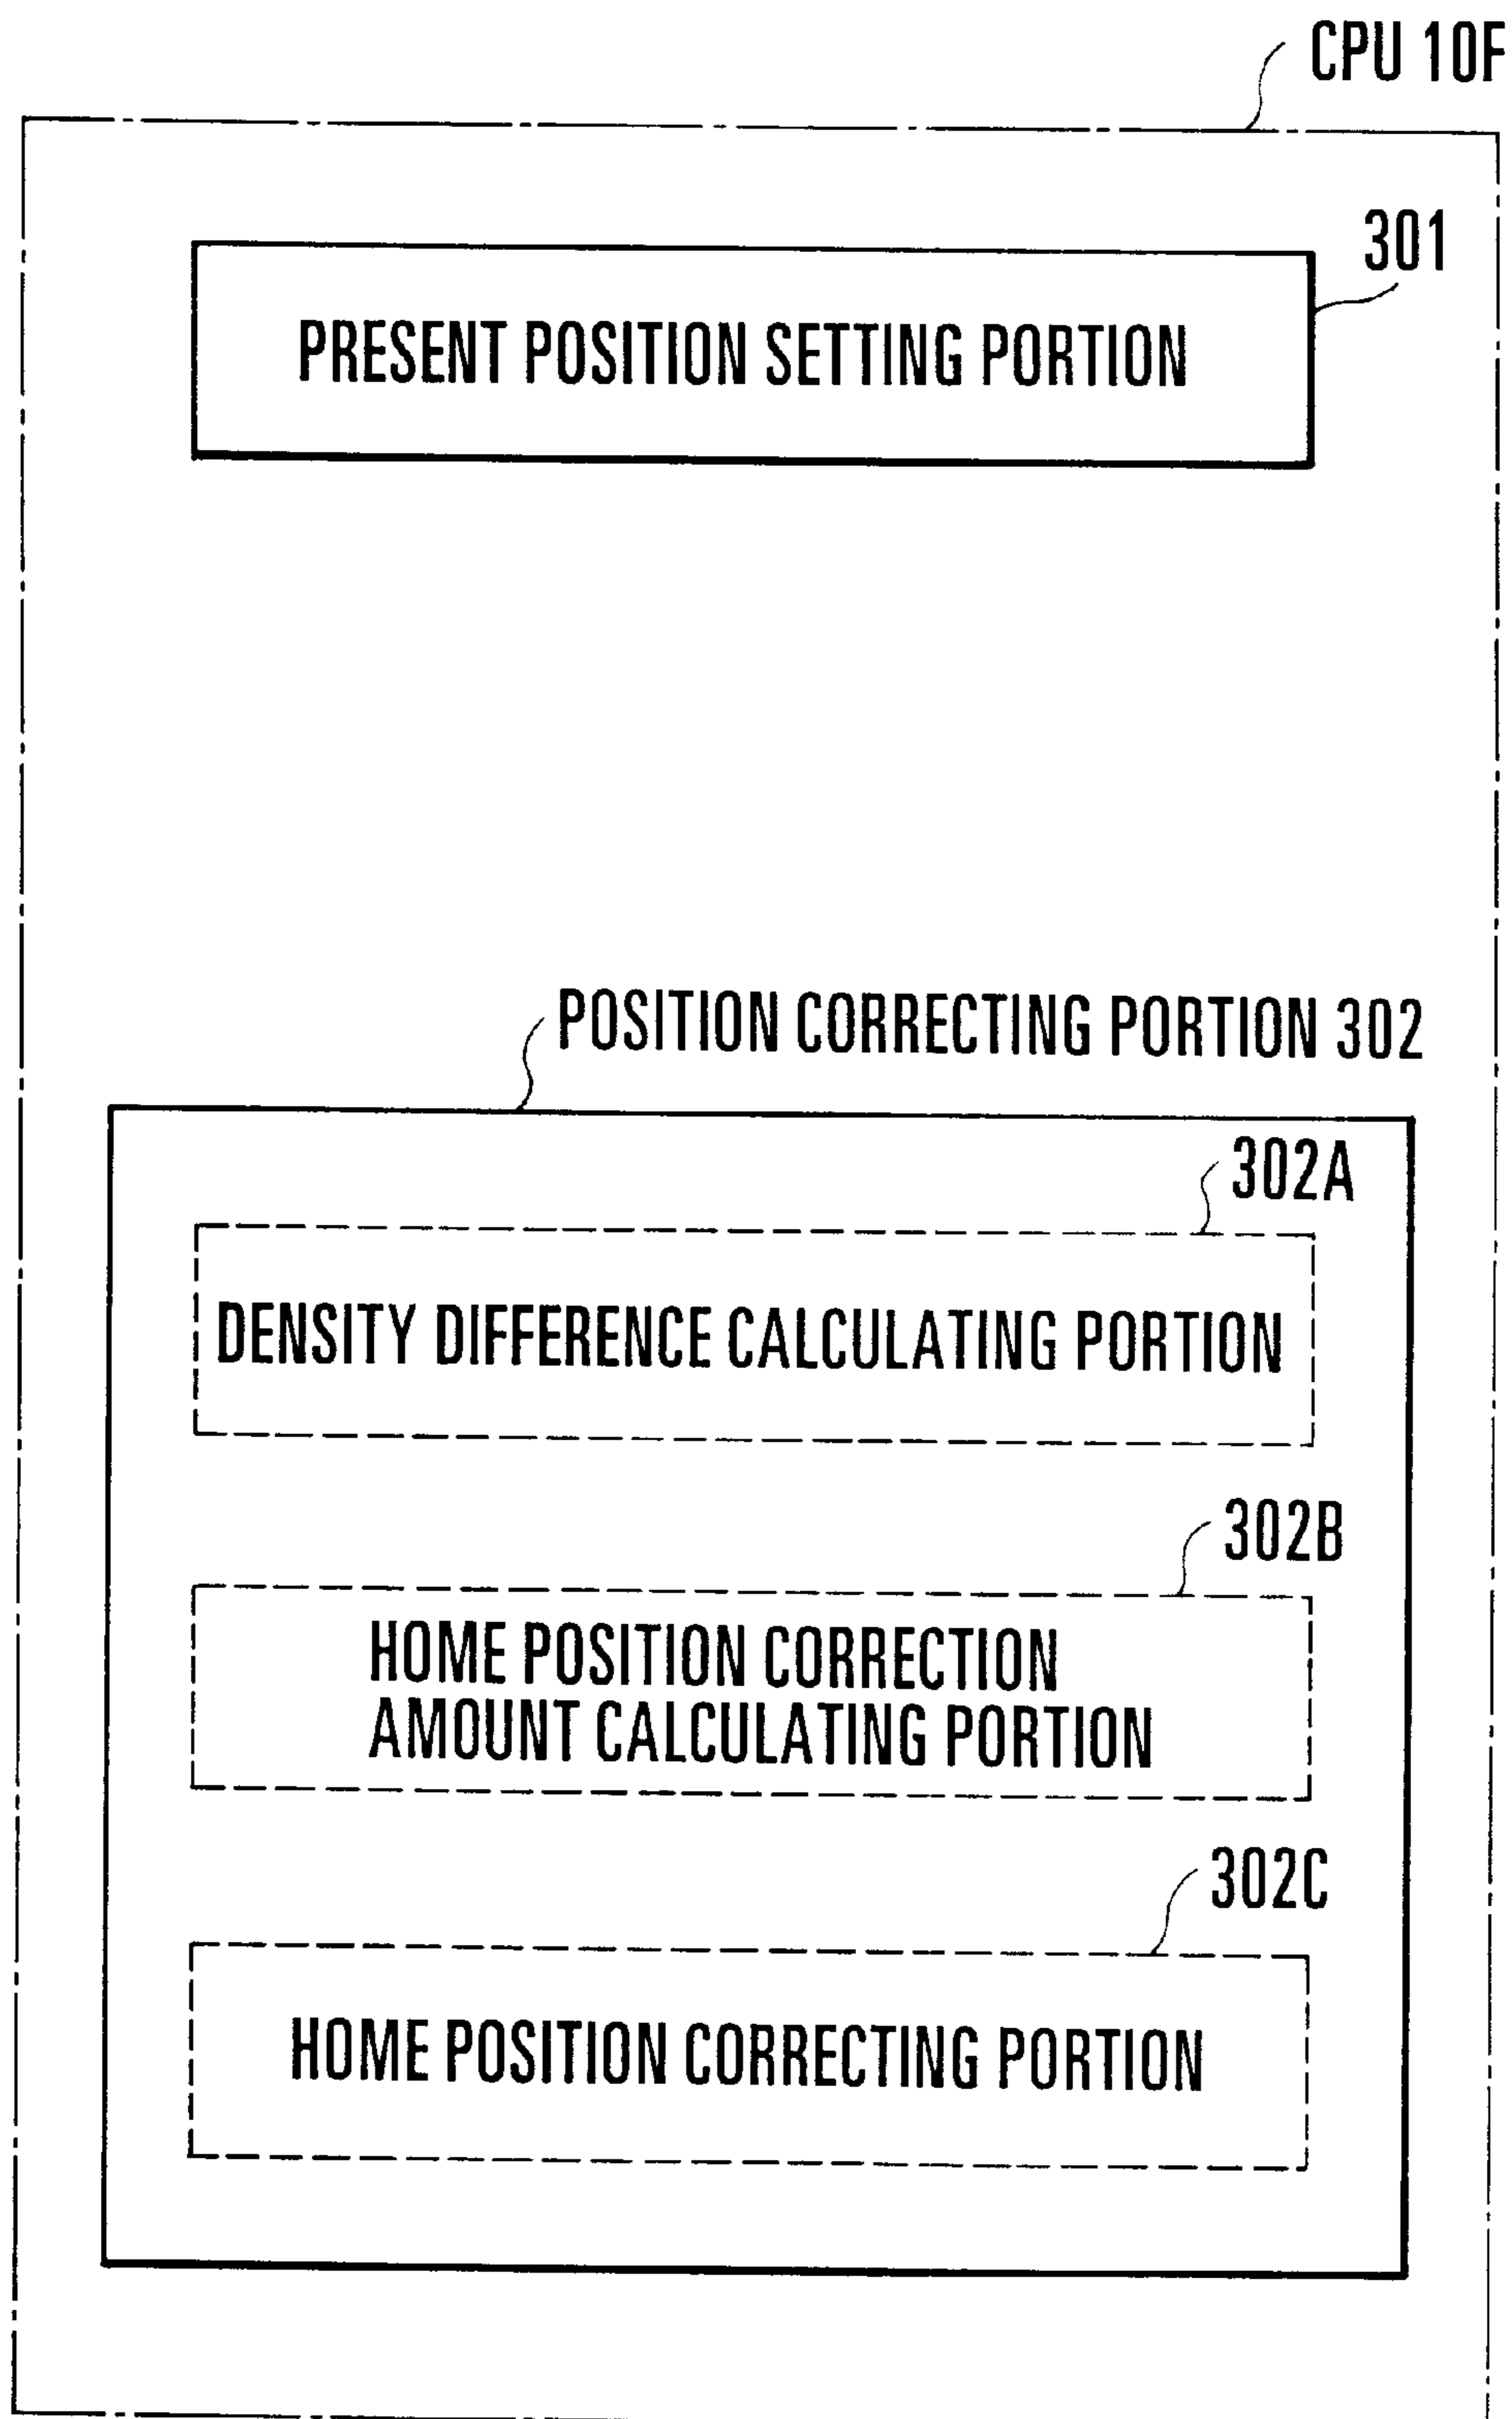 CPU 10F
301
PRESENT POSITION SETTING PORTION
POSITION CORRECTING PORTION 302
302A
DENSITY DIFFERENCE CALCULATING PORTION
302B
HOME POSITION CORRECTION
AMOUNT CALCULATING PORTION
302C
HOME POSITION CORRECTING PORTION